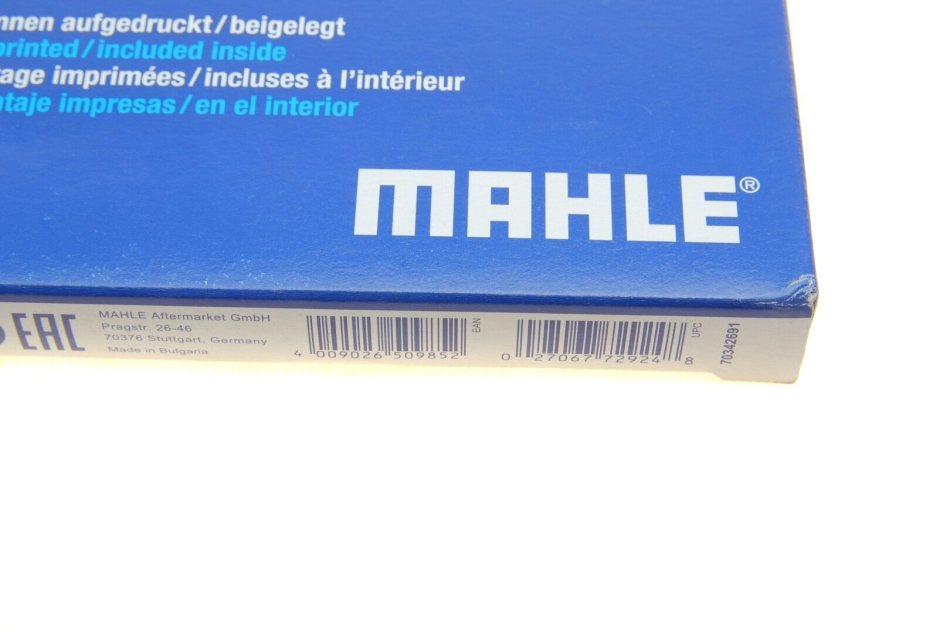 nnen aufgedruckt / beigelegt
printed / included inside
age imprimées / incluses à l'intérieur
taje impresas / en el interior
MAHLE®
EAC
MAHLE Aftermarket GmbH
Pragstr. 26-46
70376 Stuttgart, Germany
Made in Bulgaria
4 009026 509852
EAN
0 27067 72924 8
UPC
70342691